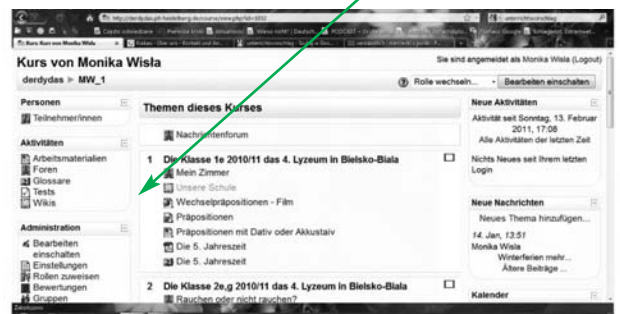 Kurs von Monika Wisła
Sie sind angemeldet als Monika Wisla (Logout)
derdydas ► MW_1
Rolle wechseln...
Bearbeiten einschalten
Personen
Teilnehmer/innen
Aktivitäten
Arbeitsmaterialien
Foren
Glossare
Tests
Wikis
Administration
Bearbeiten
einschalten
Einstellungen
Rollen zuweisen
Bewertungen
Gruppen
Themen dieses Kurses
Nachrichtenforum
1 Die Klasse 1e 2010/11 das 4. Lyzeum in Bielsko-Biala
Mein Zimmer
Unsere Schule
Wechselpräpositionen - Film
Präpositionen
Präpositionen mit Dativ oder Akkustaiv
Die 5. Jahreszeit
Die 5. Jahreszeit
2 Die Klasse 2e,g 2010/11 das 4. Lyzeum in Bielsko-Biala
Rauchen oder nicht rauchen?
Neue Aktivitäten
Aktivität seit Sonntag, 13. Februar
2011, 17:08
Alle Aktivitäten der letzten Zeit
Nichts Neues seit Ihrem letzten
Login
Neue Nachrichten
Neues Thema hinzufügen...
14. Jan, 13:51
Monika Wisla
Winterferien mehr...
Ältere Beiträge ...
Kalender